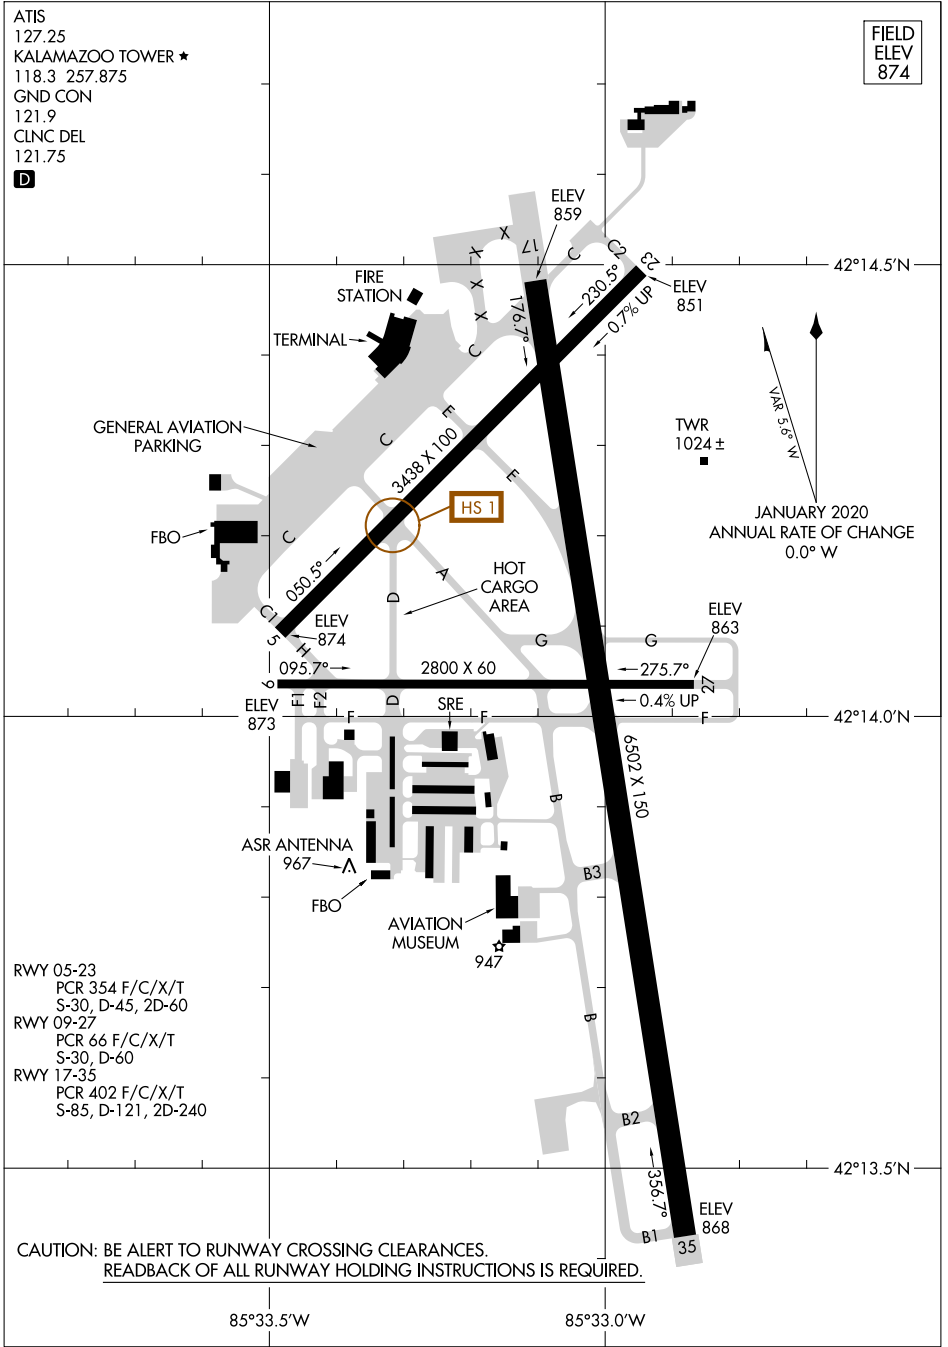 ATIS
127.25
KALAMAZOO TOWER ★
118.3 257.875
GND CON
121.9
CLNC DEL
121.75
D
FIELD
ELEV
874
ELEV
859
X
17
C
C2
23
X
X
X
FIRE
STATION
42°14.5'N
230.5°
ELEV
851
176.7°
0.7% UP
TERMINAL
C
VAR 5.6° W
E
GENERAL AVIATION
PARKING
C
3438 X 100
TWR
1024 ±
E
HS 1
JANUARY 2020
ANNUAL RATE OF CHANGE
0.0° W
FBO
C
A
HOT
CARGO
AREA
050.5°
D
C1
5
ELEV
874
H
G
G
ELEV
863
095.7°
2800 X 60
275.7°
9
27
ELEV
873
F1
F2
D
SRE
0.4% UP
F
F
F
42°14.0'N
6502 X 150
B
ASR ANTENNA
967
B3
FBO
AVIATION
MUSEUM
947
RWY 05-23
PCR 354 F/C/X/T
S-30, D-45, 2D-60
RWY 09-27
PCR 66 F/C/X/T
S-30, D-60
RWY 17-35
PCR 402 F/C/X/T
S-85, D-121, 2D-240
B
B2
42°13.5'N
356.7°
ELEV
868
B1
35
CAUTION: BE ALERT TO RUNWAY CROSSING CLEARANCES.
READBACK OF ALL RUNWAY HOLDING INSTRUCTIONS IS REQUIRED.
85°33.5'W
85°33.0'W